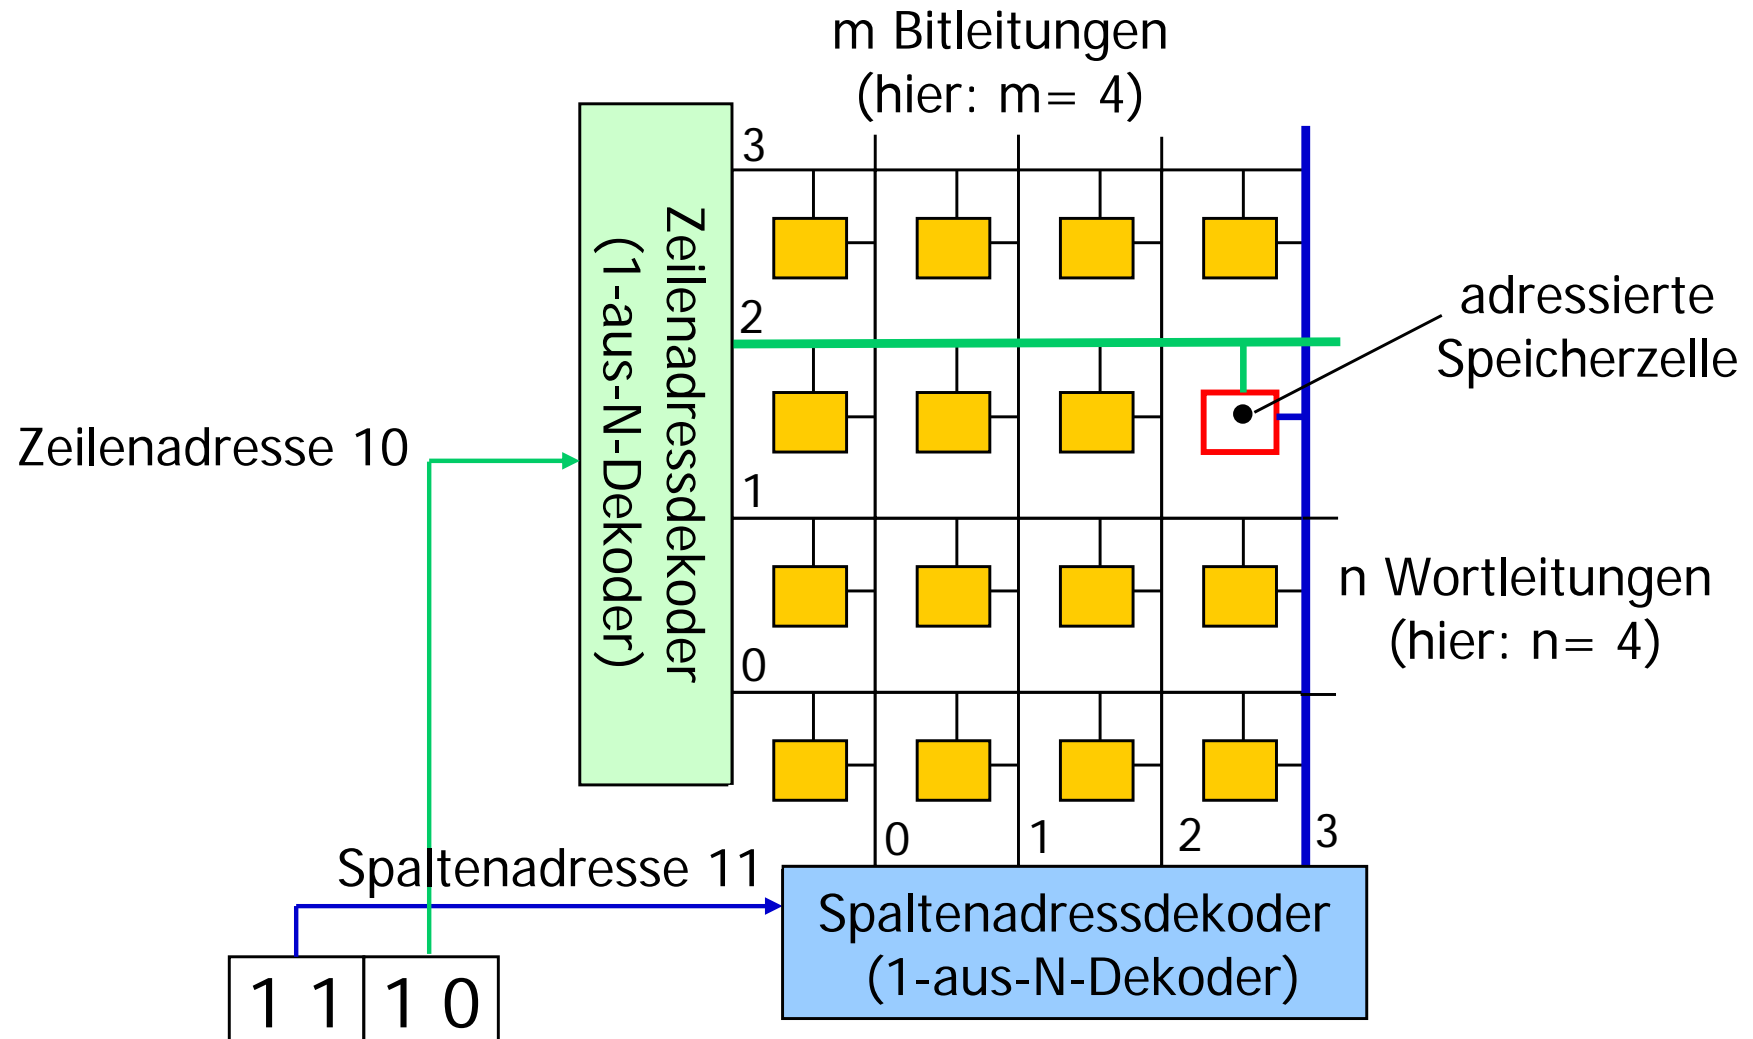 m Bitleitungen
(hier: m= 4)
3
Zeilenadressdekoder
(1-aus-N-Dekoder)
2
adressierte
Speicherzelle
Zeilenadresse 10
1
n Wortleitungen
(hier: n= 4)
0
0 1 2 3
Spaltenadresse 11
Spaltenadressdekoder
(1-aus-N-Dekoder)
1 1 1 0